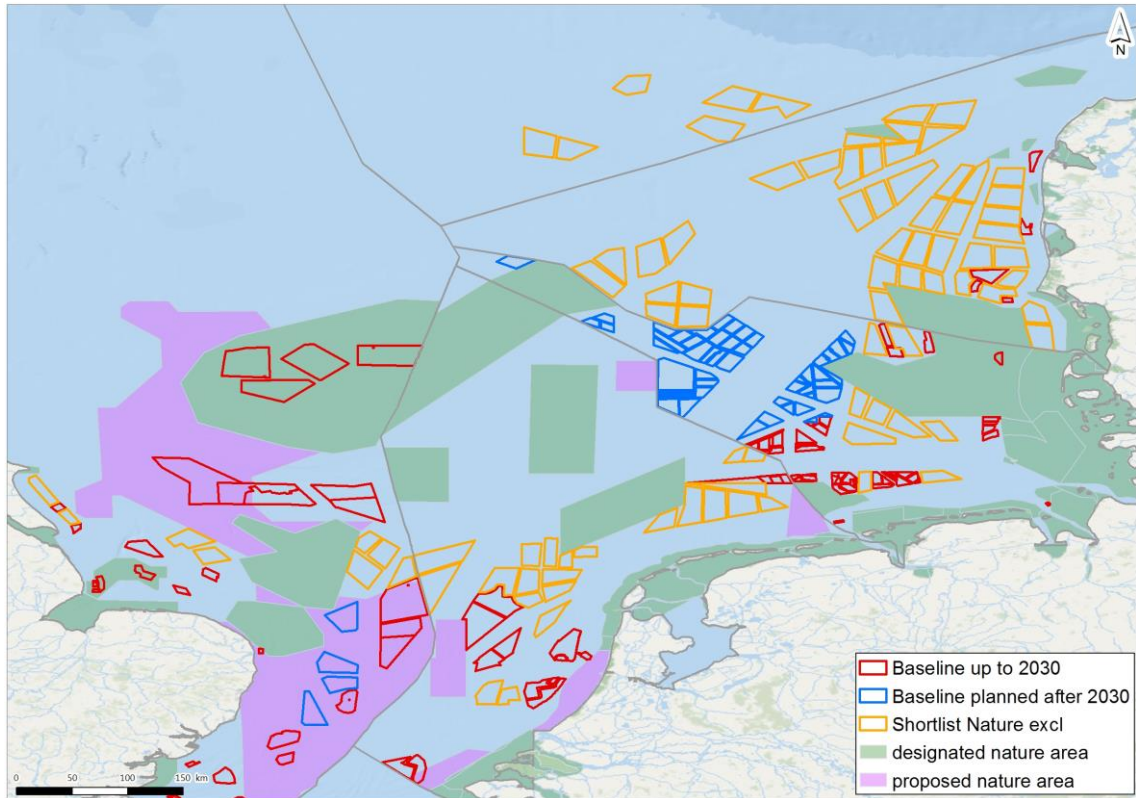 N
Baseline up to 2030
Baseline planned after 2030
Shortlist Nature excl
designated nature area
proposed nature area
0 50 100 150 km